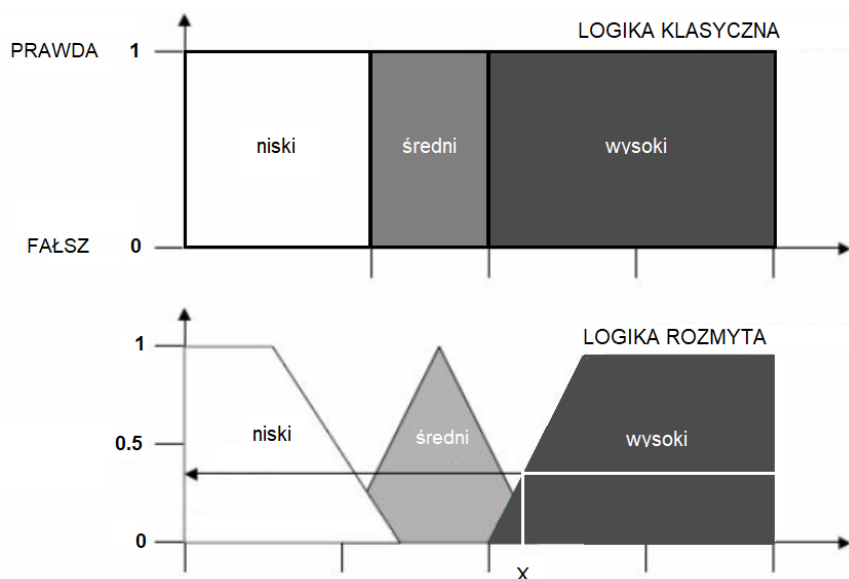 LOGIKA KLASYCZNA
PRAWDA 1
niski średni wysoki
FAŁSZ 0
LOGIKA ROZMYTA
1
niski średni wysoki
0.5
0
X